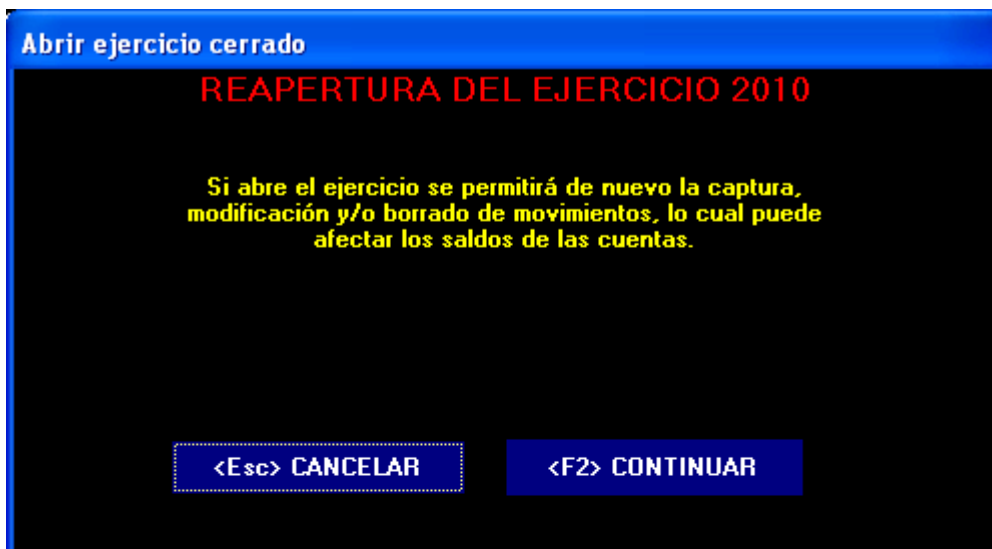 Abrir ejercicio cerrado
REAPERTURA DEL EJERCICIO 2010
Si abre el ejercicio se permitirá de nuevo la captura,
modificación y/o borrado de movimientos, lo cual puede
afectar los saldos de las cuentas.
<Esc> CANCELAR
<F2> CONTINUAR